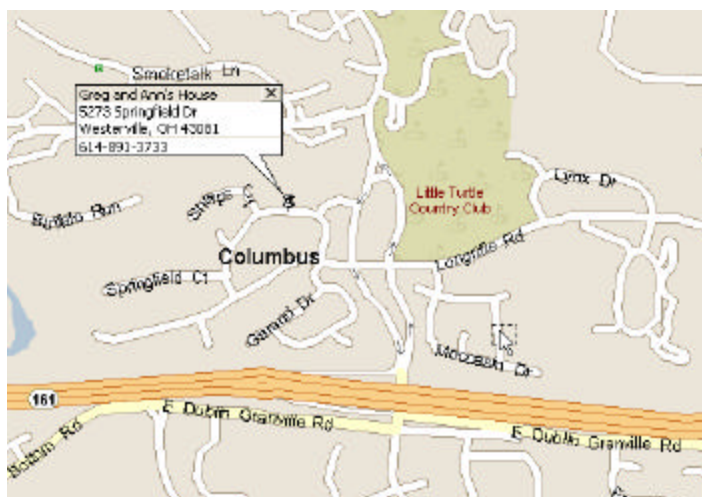 Smoketalk Ln
Greg and Ann's House
5273 Springfield Dr
Westerville, OH 43081
614-891-3733
Lynx Dr
Little Turtle
Country Club
Phillips Ct
Buffalo Run
Longrifle Rd
Columbus
Springfield Ct
Garand Dr
Moccasin Dr
161
E Dublin Granville Rd
E Dublin Granville Rd
Bottom Rd